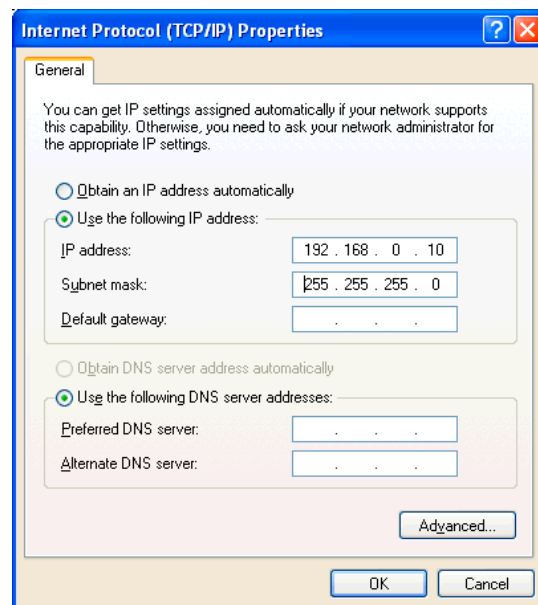 Internet Protocol (TCP/IP) Properties
General
You can get IP settings assigned automatically if your network supports
this capability. Otherwise, you need to ask your network administrator for
the appropriate IP settings.
Obtain an IP address automatically
Use the following IP address:
IP address: 192 . 168 . 0 . 10
Subnet mask: 255 . 255 . 255 . 0
Default gateway: . . .
Obtain DNS server address automatically
Use the following DNS server addresses:
Preferred DNS server: . . .
Alternate DNS server: . . .
Advanced...
OK Cancel